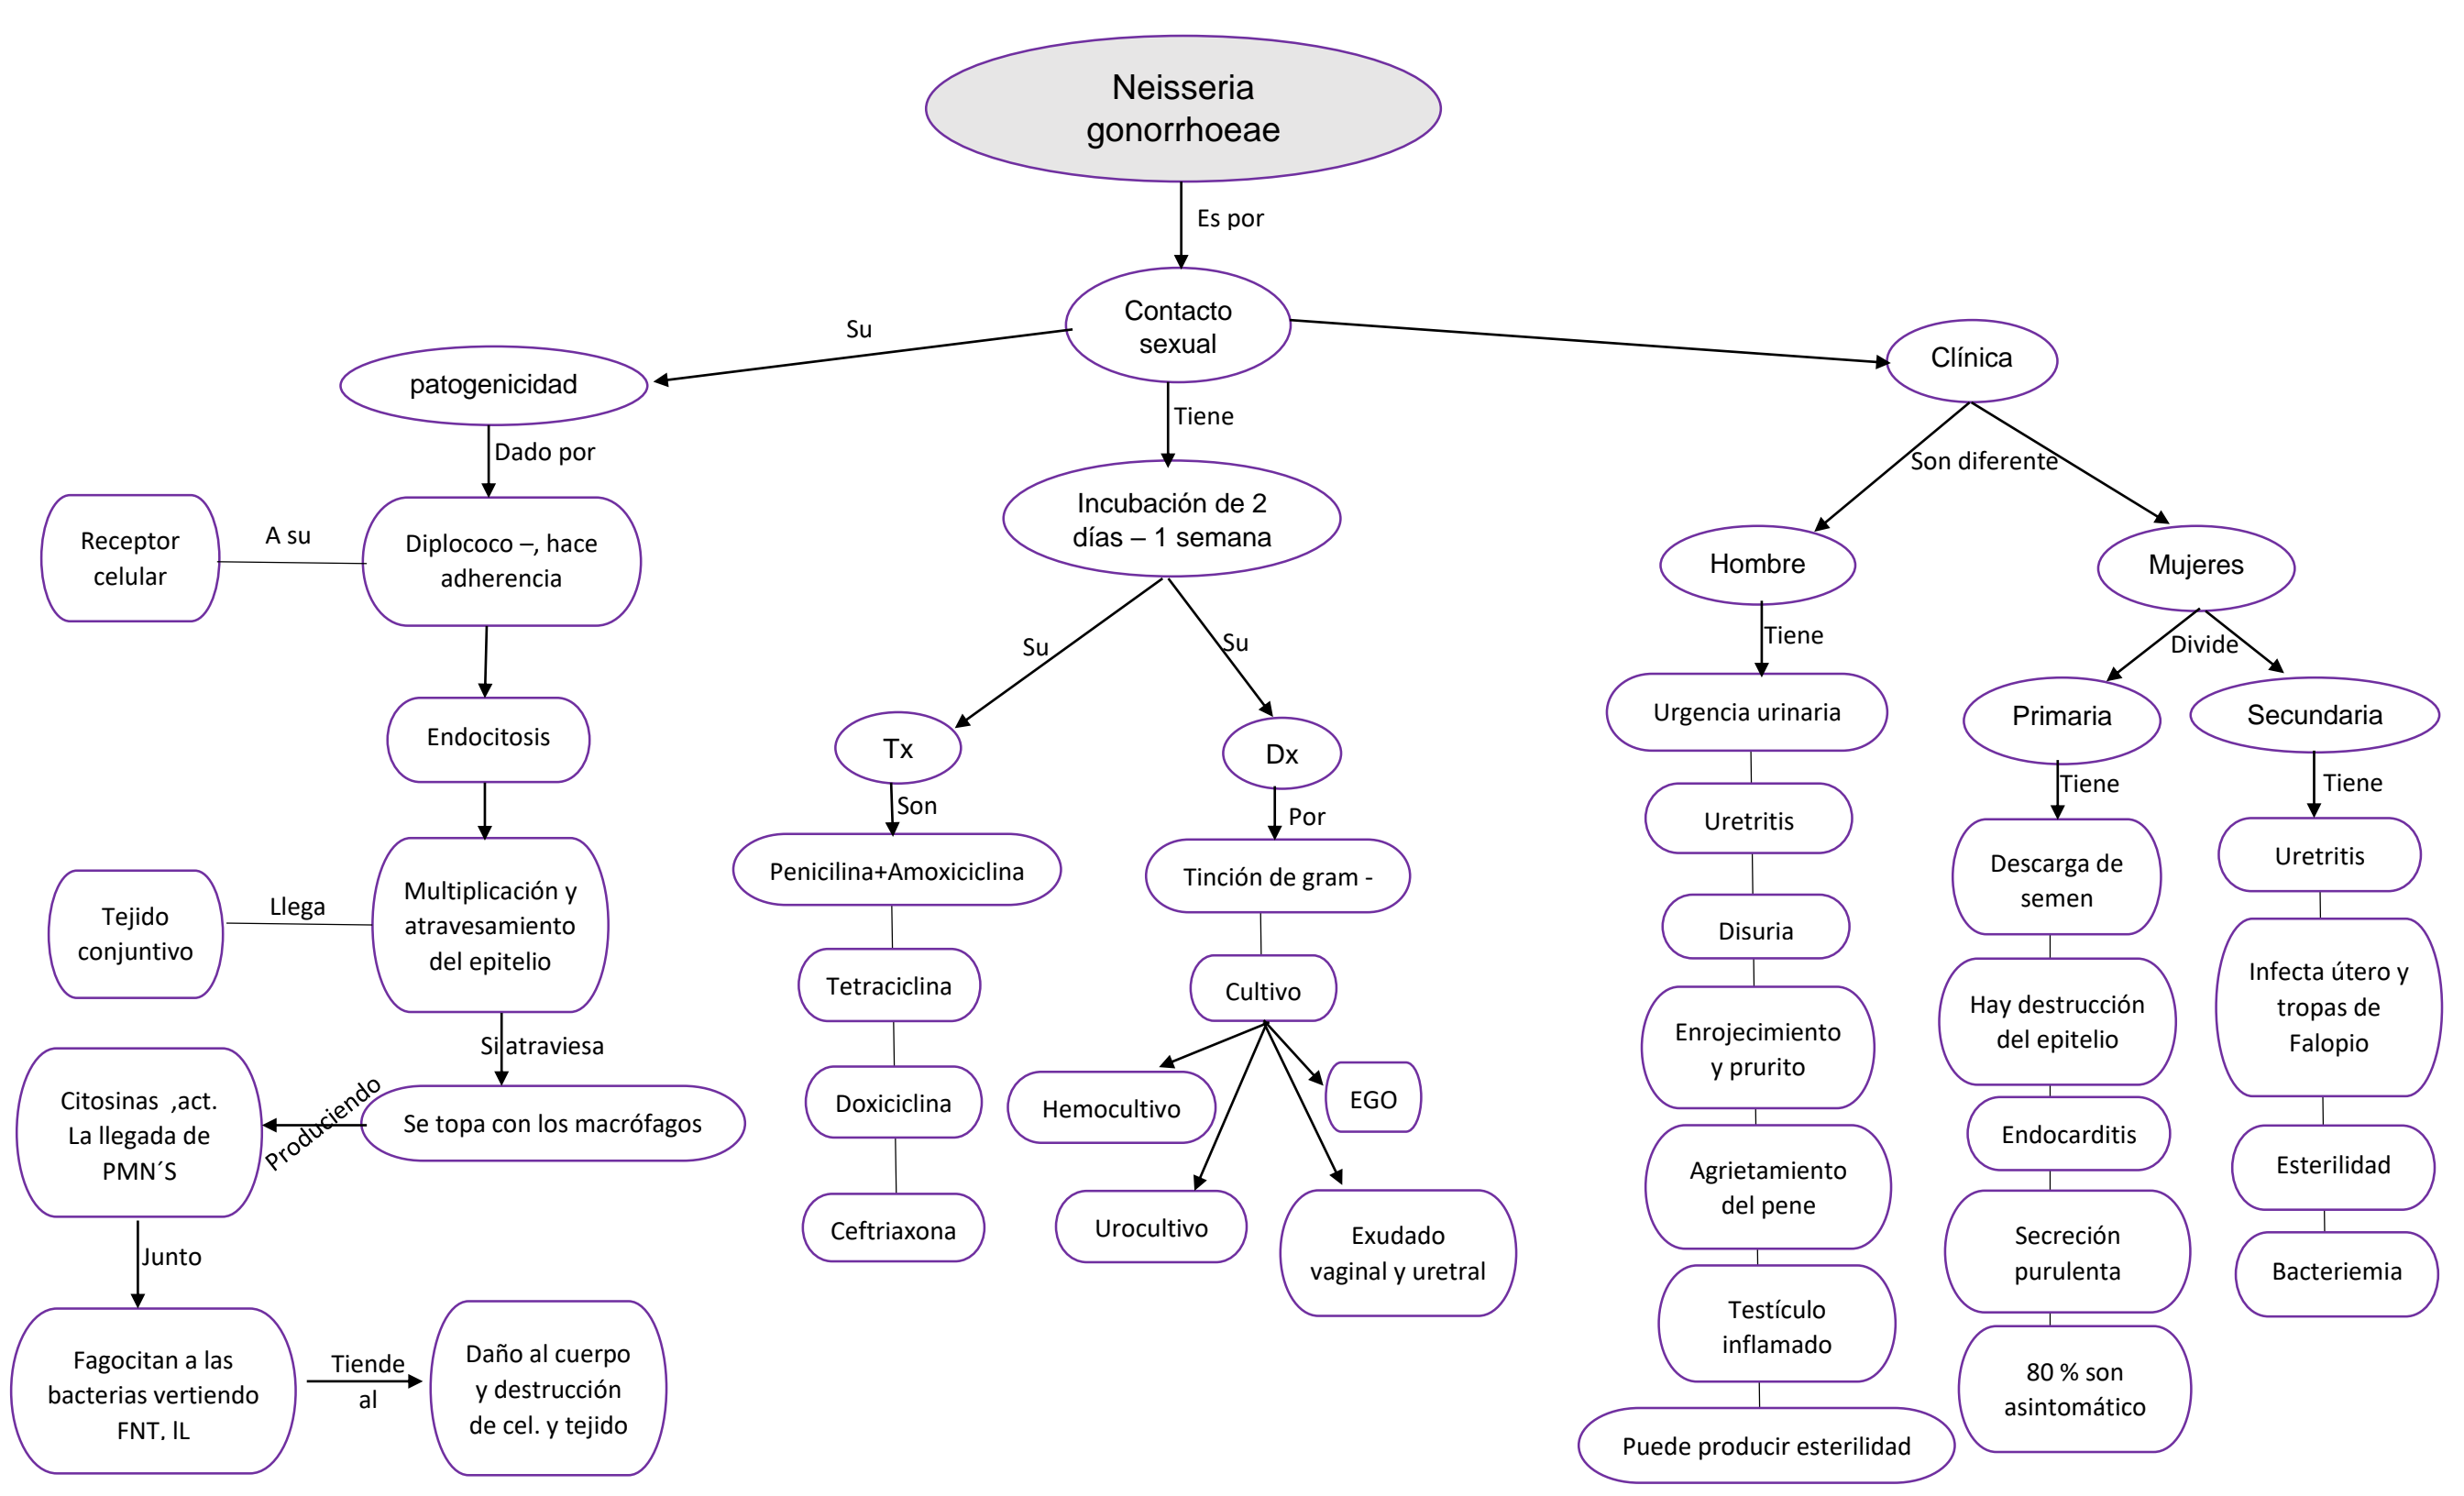 Neisseria
gonorrhoeae
Es por
Contacto
sexual
Su
patogenicidad
Dado por
Diplococo –, hace
adherencia
A su
Receptor
celular
Endocitosis
Multiplicación y
atravesamiento
del epitelio
Llega
Tejido
conjuntivo
Si atraviesa
Se topa con los macrófagos
Produciendo
Citosinas ,act.
La llegada de
PMN´S
Junto
Fagocitan a las
bacterias vertiendo
FNT, IL
Tiende
al
Daño al cuerpo
y destrucción
de cel. y tejido
Tiene
Incubación de 2
días – 1 semana
Su
Tx
Son
Penicilina+Amoxiciclina
Tetraciclina
Doxiciclina
Ceftriaxona
Su
Dx
Por
Tinción de gram -
Cultivo
Hemocultivo
Urocultivo
Exudado
vaginal y uretral
EGO
Clínica
Son diferente
Hombre
Tiene
Urgencia urinaria
Uretritis
Disuria
Enrojecimiento
y prurito
Agrietamiento
del pene
Testículo
inflamado
Puede producir esterilidad
Mujeres
Divide
Primaria
Tiene
Descarga de
semen
Hay destrucción
del epitelio
Endocarditis
Secreción
purulenta
80 % son
asintomático
Secundaria
Tiene
Uretritis
Infecta útero y
tropas de
Falopio
Esterilidad
Bacteriemia